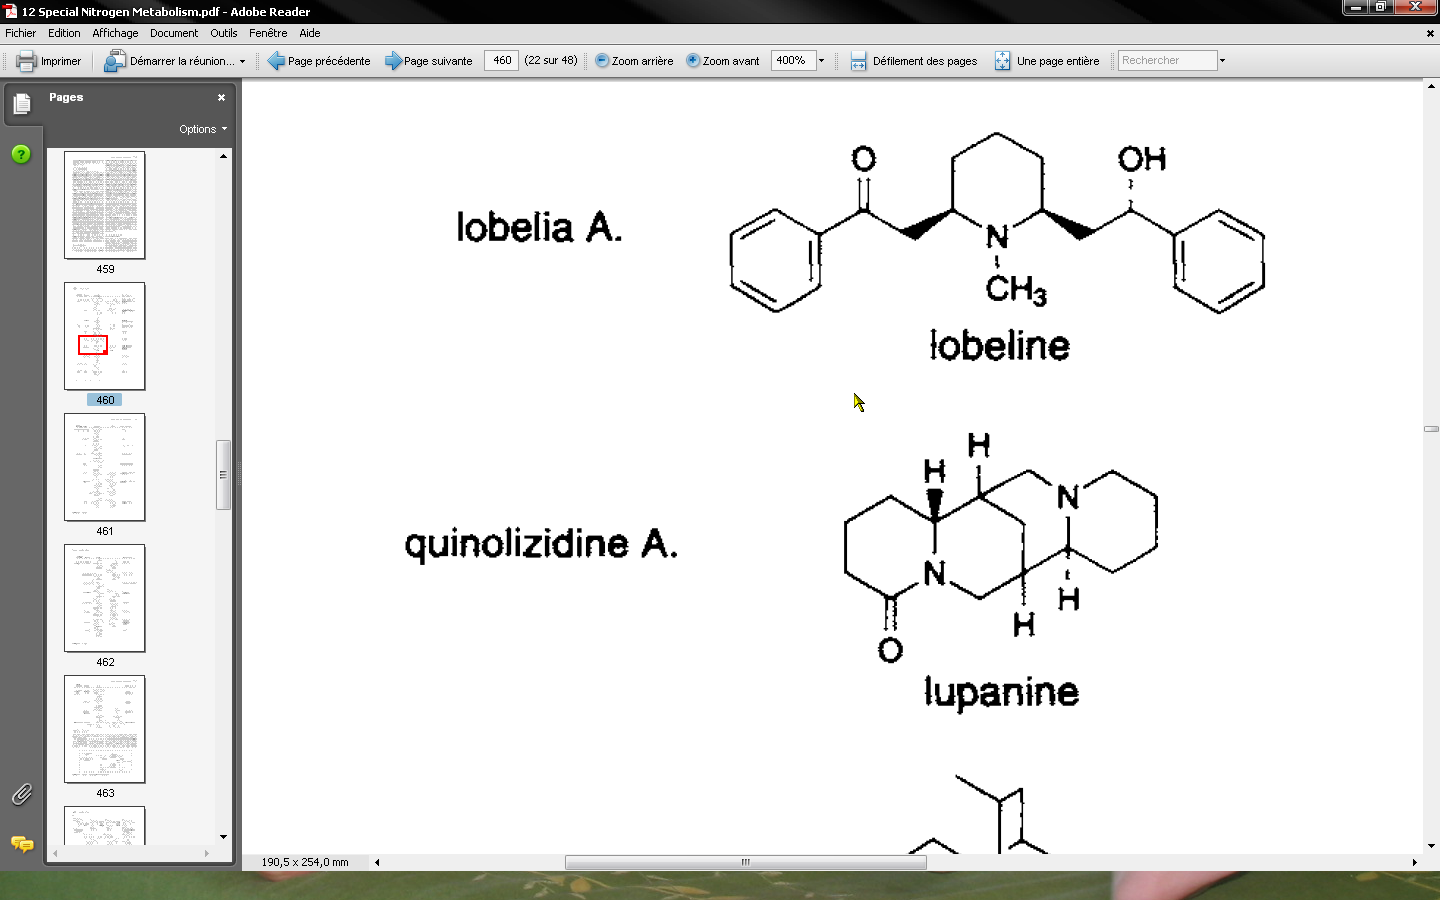 12 Special Nitrogen Metabolism.pdf - Adobe Reader
Fichier Edition Affichage Document Outils Fenêtre Aide
Imprimer Démarrer la réunion... Page précédente Page suivante 460 (22 sur 48) Zoom arrière Zoom avant 400% Défilement des pages Une page entière Rechercher
Pages
Options
459
460
461
462
463
lobelia A.
O
OH
N
CH3
lobeline
quinolizidine A.
H
H
N
N
H
H
O
lupanine
190,5 x 254,0 mm